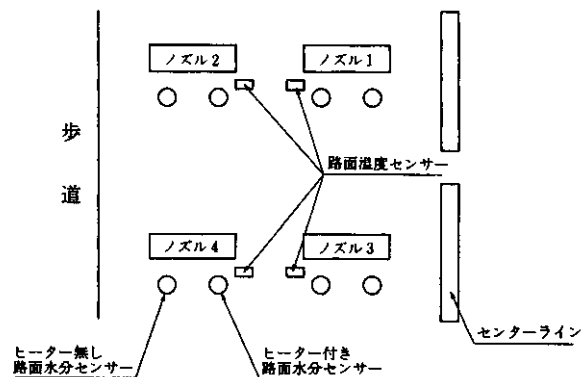 ノズル2
ノズル1
歩道
路面温度センサー
ノズル4
ノズル3
センターライン
ヒーター無し
路面水分センサー
ヒーター付き
路面水分センサー